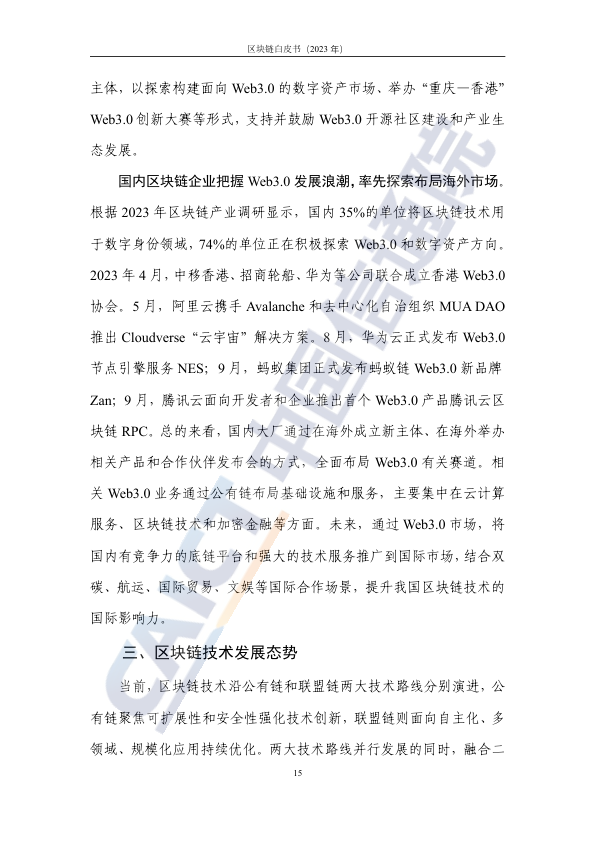 区块链白皮书（2023 年）
主体，以探索构建面向 Web3.0 的数字资产市场、举办“重庆—香港”
Web3.0 创新大赛等形式，支持并鼓励 Web3.0 开源社区建设和产业生
态发展。
国内区块链企业把握 Web3.0 发展浪潮，率先探索布局海外市场。
根据 2023 年区块链产业调研显示，国内 35%的单位将区块链技术用
于数字身份领域，74%的单位正在积极探索 Web3.0 和数字资产方向。
2023 年 4 月，中移香港、招商轮船、华为等公司联合成立香港 Web3.0
协会。5 月，阿里云携手 Avalanche 和去中心化自治组织 MUA DAO
推出 Cloudverse“云宇宙”解决方案。8 月，华为云正式发布 Web3.0
节点引擎服务 NES；9 月，蚂蚁集团正式发布蚂蚁链 Web3.0 新品牌
Zan；9 月，腾讯云面向开发者和企业推出首个 Web3.0 产品腾讯云区
块链 RPC。总的来看，国内大厂通过在海外成立新主体、在海外举办
相关产品和合作伙伴发布会的方式，全面布局 Web3.0 有关赛道。相
关 Web3.0 业务通过公有链布局基础设施和服务，主要集中在云计算
服务、区块链技术和加密金融等方面。未来，通过 Web3.0 市场，将
国内有竞争力的底链平台和强大的技术服务推广到国际市场，结合双
碳、航运、国际贸易、文娱等国际合作场景，提升我国区块链技术的
国际影响力。
三、区块链技术发展态势
当前，区块链技术沿公有链和联盟链两大技术路线分别演进，公
有链聚焦可扩展性和安全性强化技术创新，联盟链则面向自主化、多
领域、规模化应用持续优化。两大技术路线并行发展的同时，融合二
15
CAICT 中国信通院